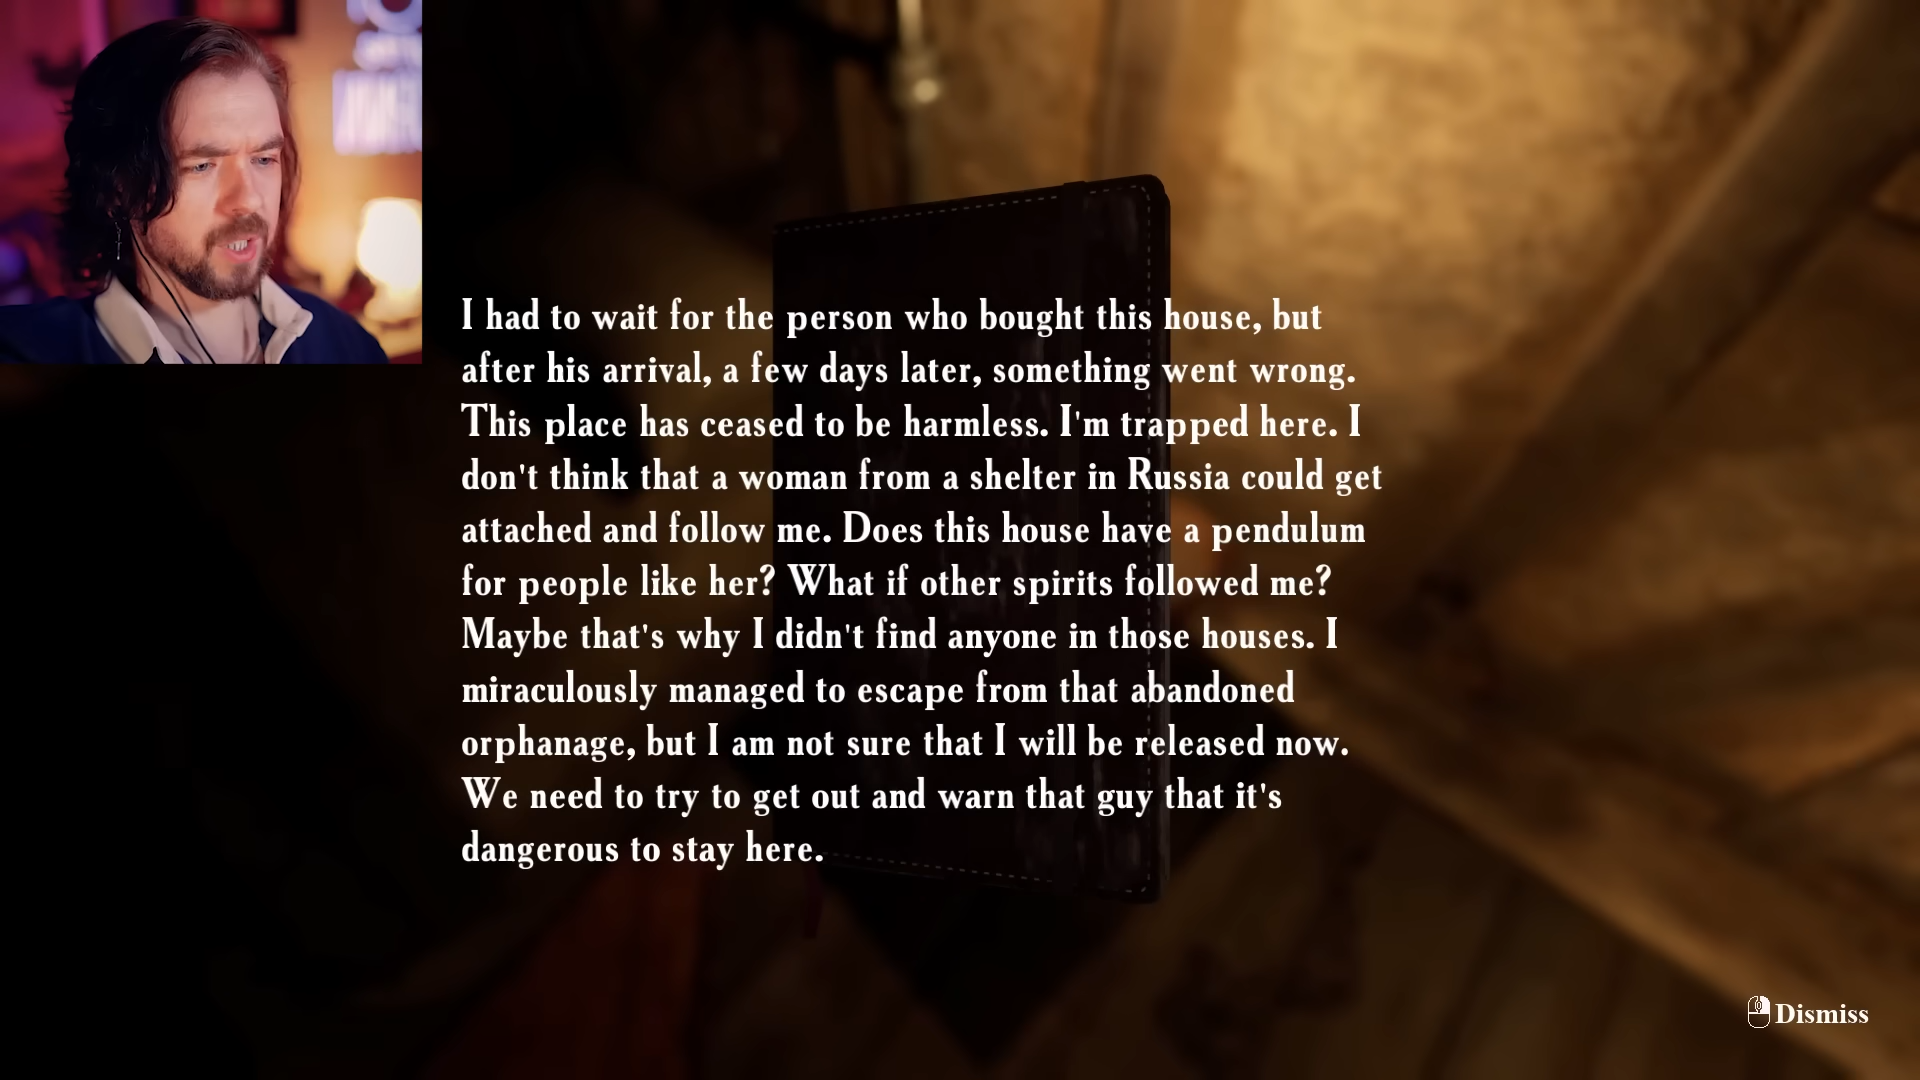 I had to wait for the person who bought this house, but
after his arrival, a few days later, something went wrong.
This place has ceased to be harmless. I'm trapped here. I
don't think that a woman from a shelter in Russia could get
attached and follow me. Does this house have a pendulum
for people like her? What if other spirits followed me?
Maybe that's why I didn't find anyone in those houses. I
miraculously managed to escape from that abandoned
orphanage, but I am not sure that I will be released now.
We need to try to get out and warn that guy that it's
dangerous to stay here.
Dismiss